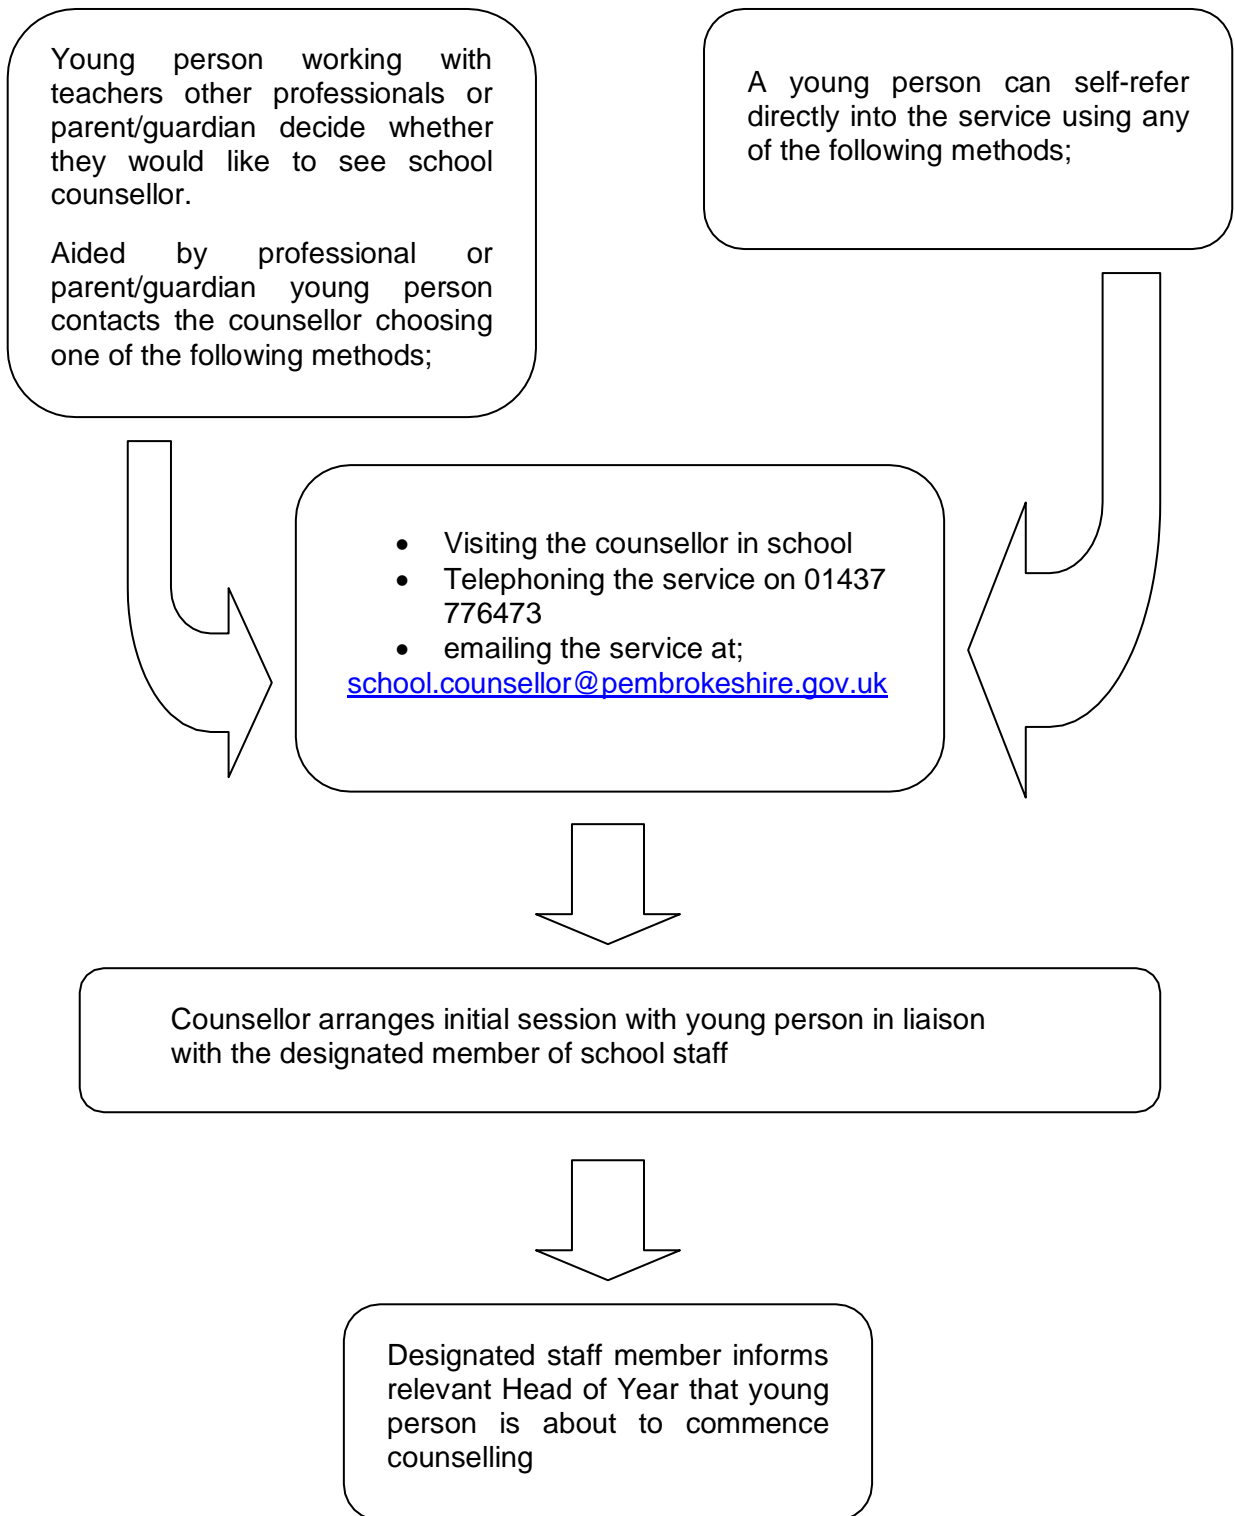 Young person working with
teachers other professionals or
parent/guardian decide whether
they would like to see school
counsellor.
Aided by professional or
parent/guardian young person
contacts the counsellor choosing
one of the following methods;
A young person can self-refer
directly into the service using any
of the following methods;
• Visiting the counsellor in school
• Telephoning the service on 01437
776473
• emailing the service at;
school.counsellor@pembrokeshire.gov.uk
Counsellor arranges initial session with young person in liaison
with the designated member of school staff
Designated staff member informs
relevant Head of Year that young
person is about to commence
counselling